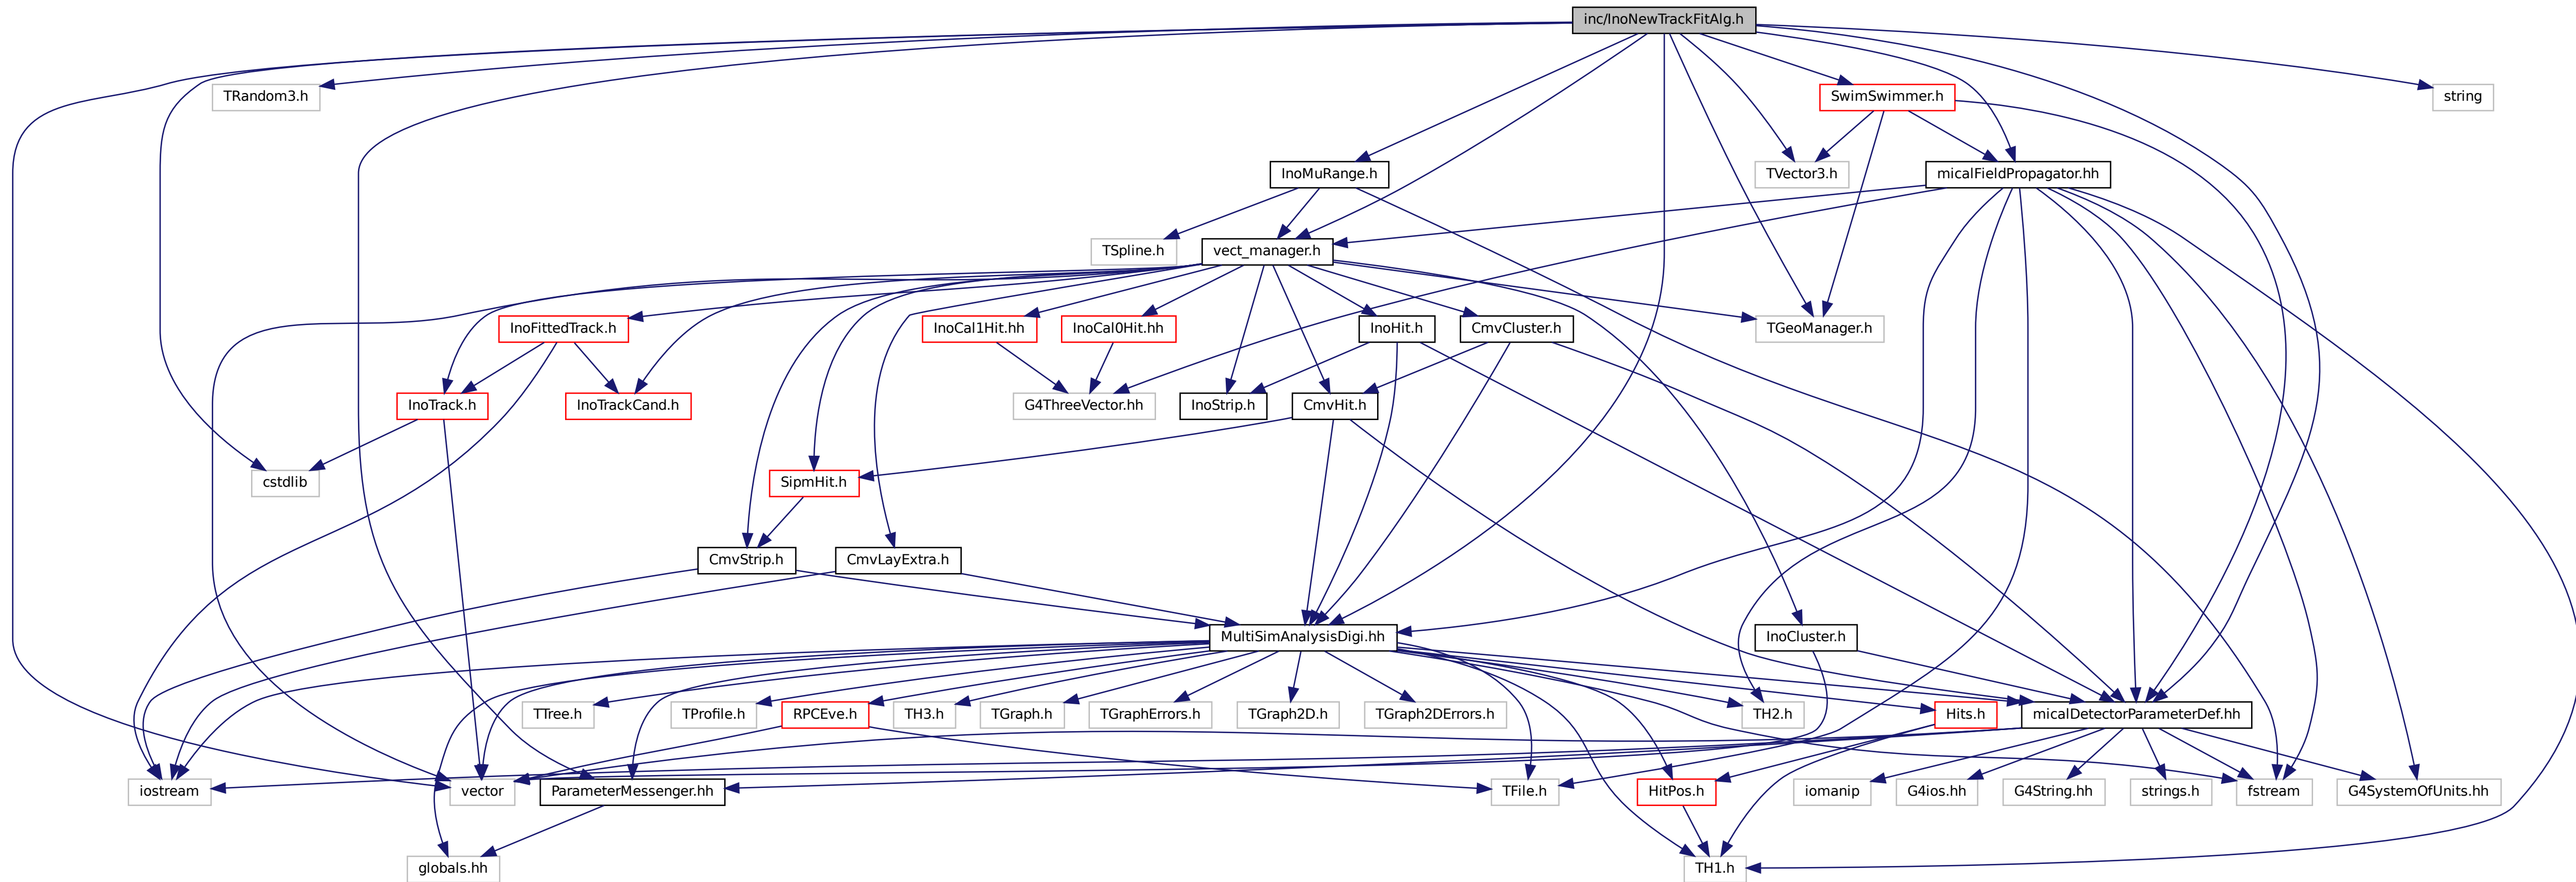 inc/InoNewTrackFitAlg.h
TRandom3.h
SwimSwimmer.h
string
InoMuRange.h
TVector3.h
micalFieldPropagator.hh
TSpline.h
vect_manager.h
InoFittedTrack.h
InoCal1Hit.hh
InoCal0Hit.hh
InoHit.h
CmvCluster.h
TGeoManager.h
InoTrack.h
InoTrackCand.h
G4ThreeVector.hh
InoStrip.h
CmvHit.h
cstdlib
SipmHit.h
CmvStrip.h
CmvLayExtra.h
MultiSimAnalysisDigi.hh
InoCluster.h
TTree.h
TProfile.h
RPCEve.h
TH3.h
TGraph.h
TGraphErrors.h
TGraph2D.h
TGraph2DErrors.h
TH2.h
Hits.h
micalDetectorParameterDef.hh
iostream
vector
ParameterMessenger.hh
TFile.h
HitPos.h
iomanip
G4ios.hh
G4String.hh
strings.h
fstream
G4SystemOfUnits.hh
globals.hh
TH1.h